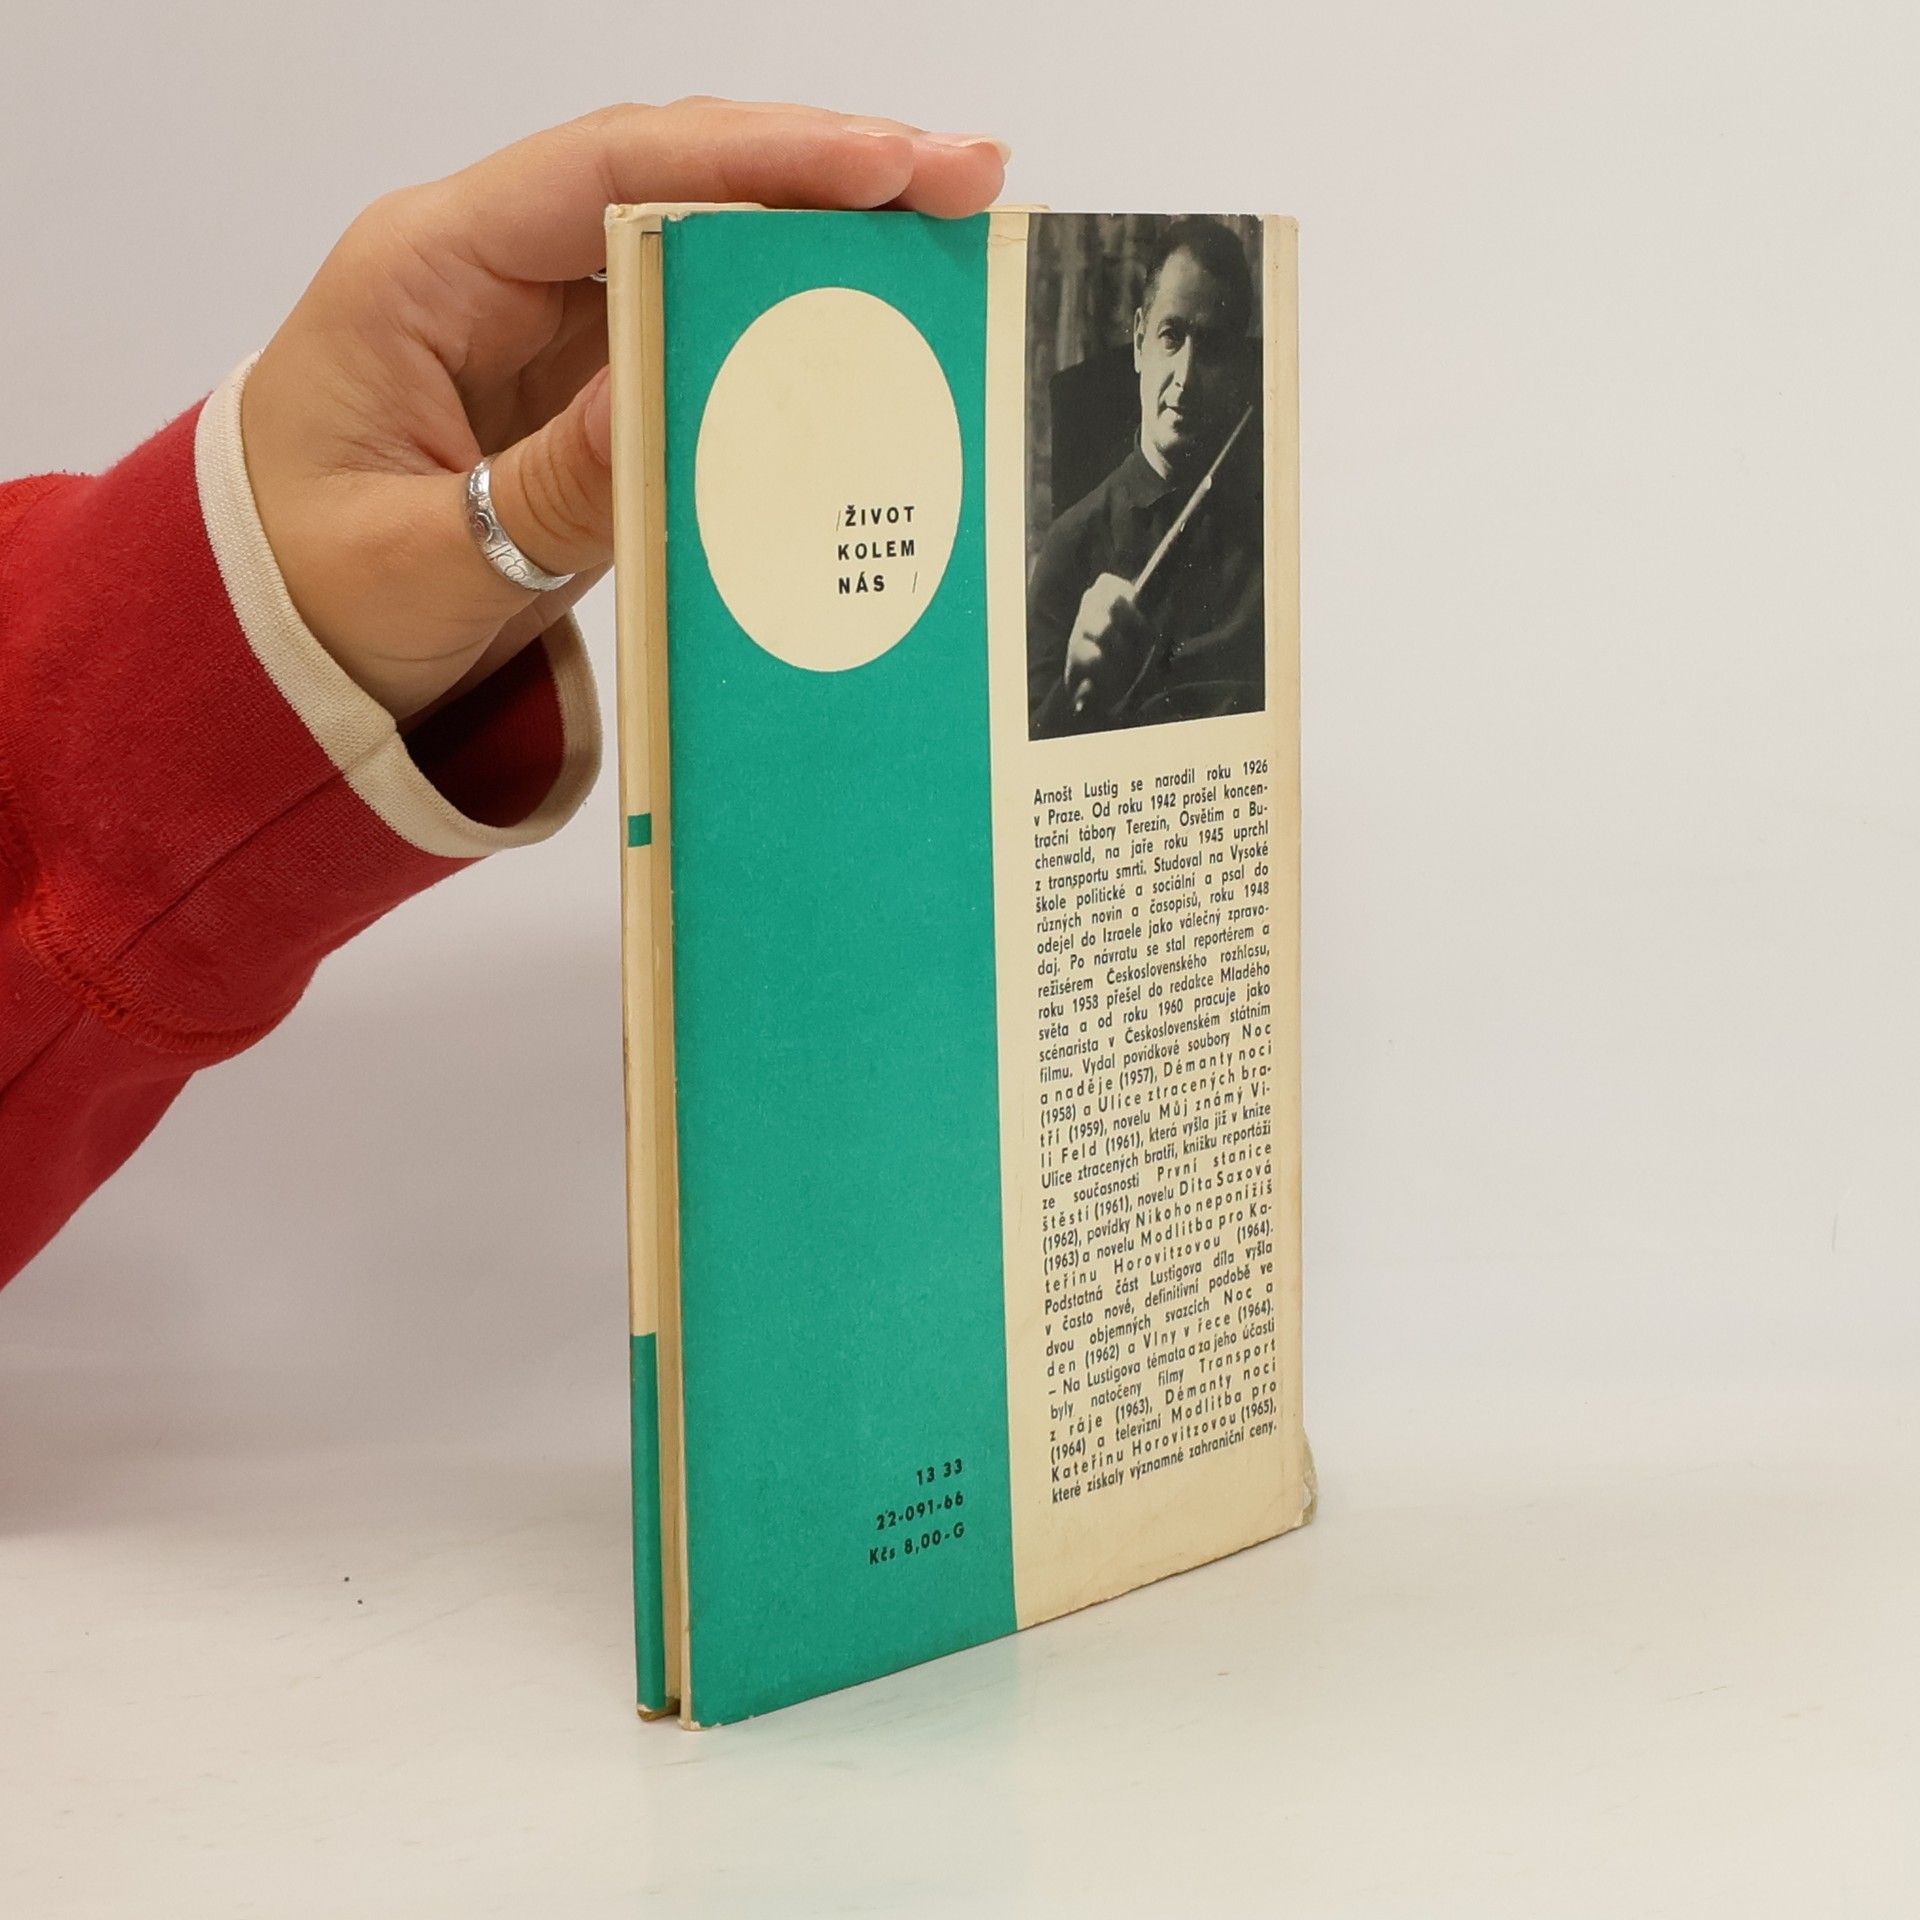 /ŽIVOT
KOLEM
NÁS /
13 33
22-091-66
Kčs 8,00-G
Arnošt Lustig se narodil roku 1926
v Praze. Od roku 1942 prošel koncen-
trační tábory Terezín, Osvětim a Bu-
chenwald, na jaře roku 1945 uprchl
z transportu smrti. Studoval na Vysoké
škole politické a sociální a psal do
různých novin a časopisů, roku 1948
odejel do Izraele jako válečný zpravo-
daj. Po návratu se stal reportérem a
režisérem Československého rozhlasu,
roku 1958 přešel do redakce Mladého
světa a od roku 1960 pracuje jako
scénarista v Československém státním
filmu. Vydal povídkové soubory Noc
a naděje (1957), Démanty noci
(1958) a Ulice ztracených bra-
tří (1959), novelu Můj známý Vi-
li Feld (1961), která vyšla již v knize
Ulice ztracených bratří, knížku reportáží
ze současnosti První stanice
štěstí (1961), novelu Dita Saxová
(1962), povídky Nikoho neponížíš
(1963) a novelu Modlitba pro Ka-
teřinu Horovitzovou (1964).
Podstatná část Lustigova díla vyšla
v často nové, definitivní podobě ve
dvou objemných svazcích Noc a
den (1962) a Vlny v řece (1964).
– Na Lustigova témata a za jeho účasti
byly natočeny filmy Transport
z ráje (1963), Démanty noci
(1964) a televizní Modlitba pro
Kateřinu Horovitzovou (1965),
které získaly významné zahraniční ceny.